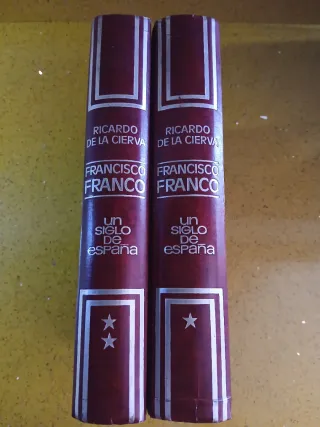 RICARDO
DE LA CIERVA
FRANCISCO
FRANCO
un
siglo
de
españa
RICARDO
DE LA CIERVA
FRANCISCO
FRANCO
un
siglo
de
españa